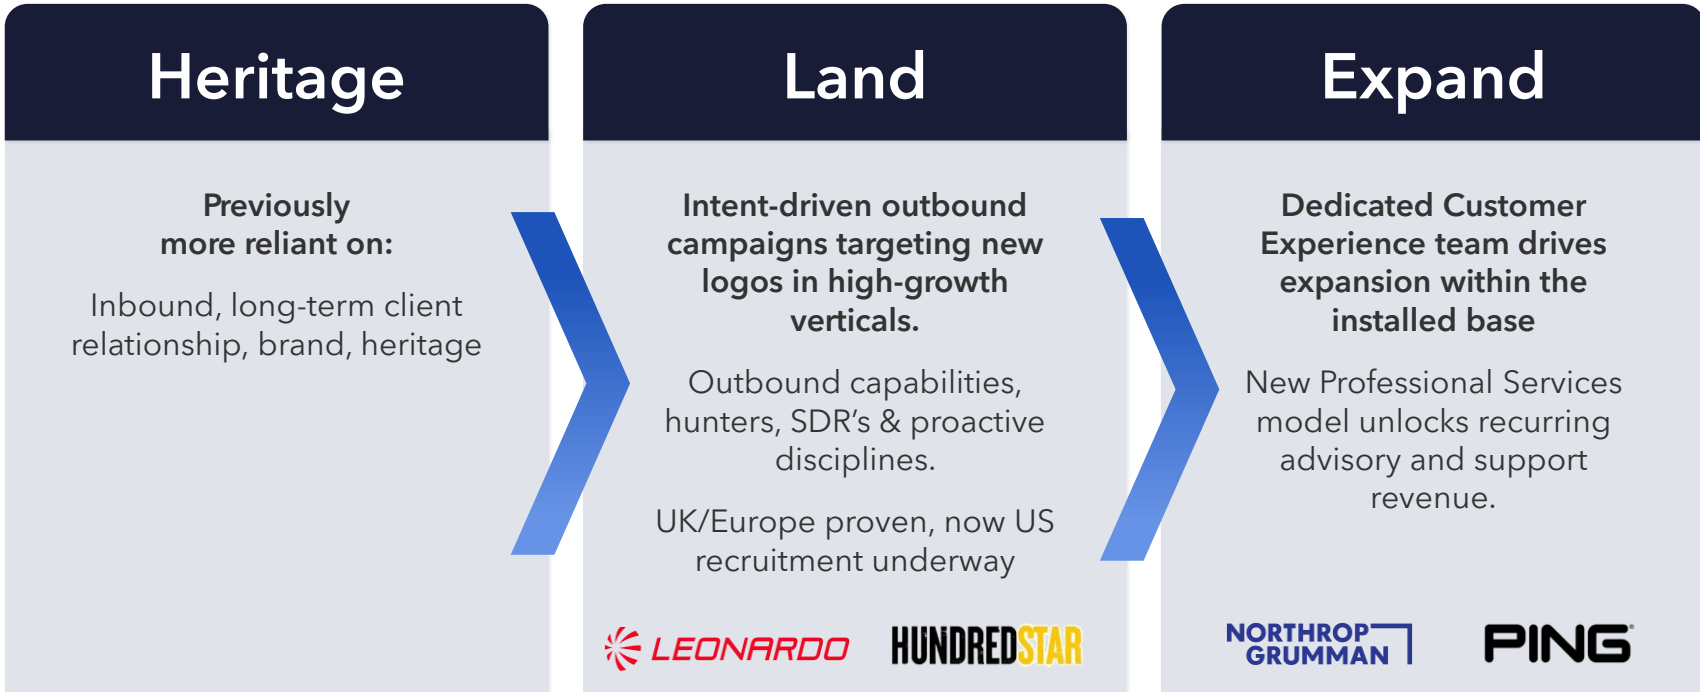 Heritage
Previously
more reliant on:
Inbound, long-term client
relationship, brand, heritage
Land
Intent-driven outbound
campaigns targeting new
logos in high-growth
verticals.
Outbound capabilities,
hunters, SDR’s & proactive
disciplines.
UK/Europe proven, now US
recruitment underway
LEONARDO
HUNDREDSTAR
Expand
Dedicated Customer
Experience team drives
expansion within the
installed base
New Professional Services
model unlocks recurring
advisory and support
revenue.
NORTHROP
GRUMMAN
PING